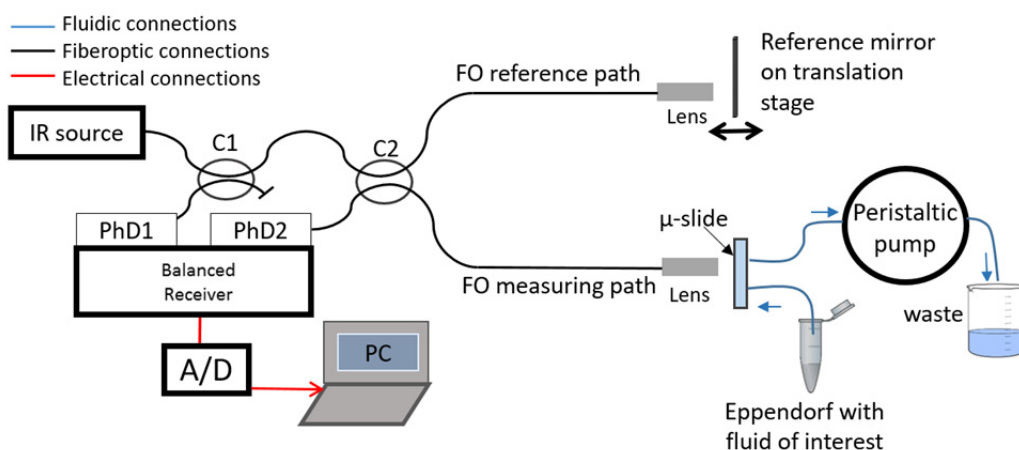 Fluidic connections
Fiberoptic connections
Electrical connections
IR source
C1
C2
FO reference path
Lens
Reference mirror
on translation
stage
PhD1
PhD2
Balanced
Receiver
A/D
PC
FO measuring path
Lens
μ-slide
Peristaltic
pump
waste
Eppendorf with
fluid of interest